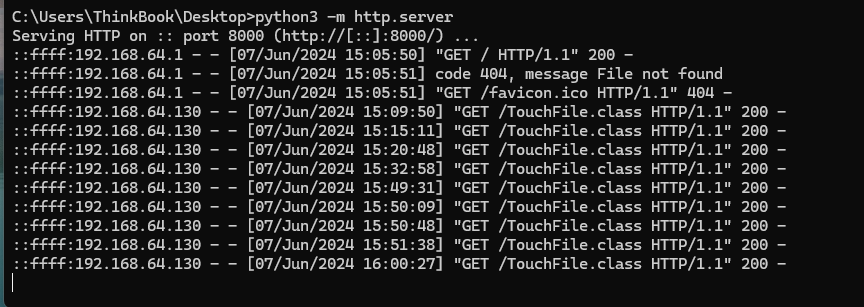 C:\Users\ThinkBook\Desktop>python3 -m http.server
Serving HTTP on :: port 8000 (http://[::]:8000/) ...
::ffff:192.168.64.1 - - [07/Jun/2024 15:05:50] "GET / HTTP/1.1" 200 -
::ffff:192.168.64.1 - - [07/Jun/2024 15:05:51] code 404, message File not found
::ffff:192.168.64.1 - - [07/Jun/2024 15:05:51] "GET /favicon.ico HTTP/1.1" 404 -
::ffff:192.168.64.130 - - [07/Jun/2024 15:09:50] "GET /TouchFile.class HTTP/1.1" 200 -
::ffff:192.168.64.130 - - [07/Jun/2024 15:15:11] "GET /TouchFile.class HTTP/1.1" 200 -
::ffff:192.168.64.130 - - [07/Jun/2024 15:20:48] "GET /TouchFile.class HTTP/1.1" 200 -
::ffff:192.168.64.130 - - [07/Jun/2024 15:32:58] "GET /TouchFile.class HTTP/1.1" 200 -
::ffff:192.168.64.130 - - [07/Jun/2024 15:49:31] "GET /TouchFile.class HTTP/1.1" 200 -
::ffff:192.168.64.130 - - [07/Jun/2024 15:50:09] "GET /TouchFile.class HTTP/1.1" 200 -
::ffff:192.168.64.130 - - [07/Jun/2024 15:50:48] "GET /TouchFile.class HTTP/1.1" 200 -
::ffff:192.168.64.130 - - [07/Jun/2024 15:51:38] "GET /TouchFile.class HTTP/1.1" 200 -
::ffff:192.168.64.130 - - [07/Jun/2024 16:00:27] "GET /TouchFile.class HTTP/1.1" 200 -